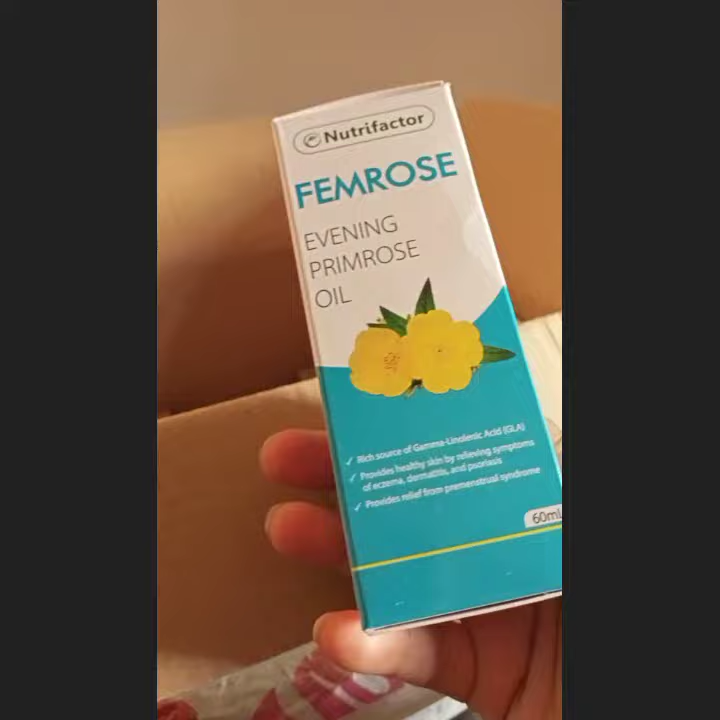 Nutrifactor
FEMROSE
EVENING
PRIMROSE
OIL
✓ Rich source of Gamma-Linolenic Acid (GLA)
✓ Provides healthy skin by relieving symptoms
of eczema, dermatitis, and psoriasis
✓ Provides relief from premenstrual syndrome
60mL